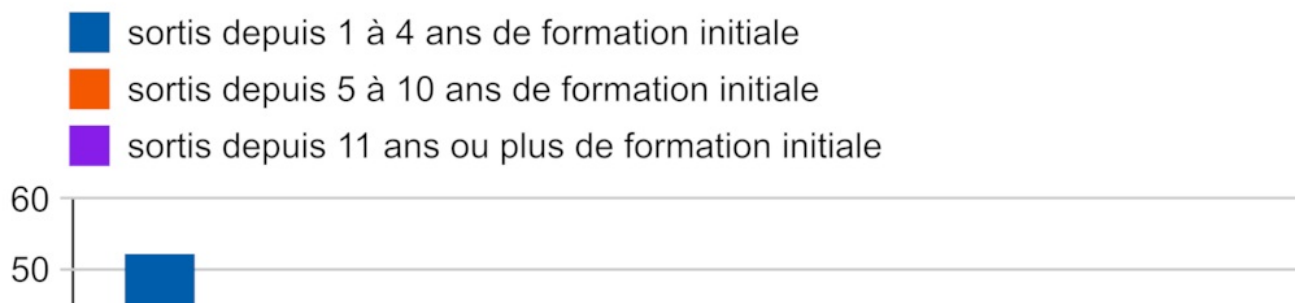 sortis depuis 1 à 4 ans de formation initiale
sortis depuis 5 à 10 ans de formation initiale
sortis depuis 11 ans ou plus de formation initiale
60
50